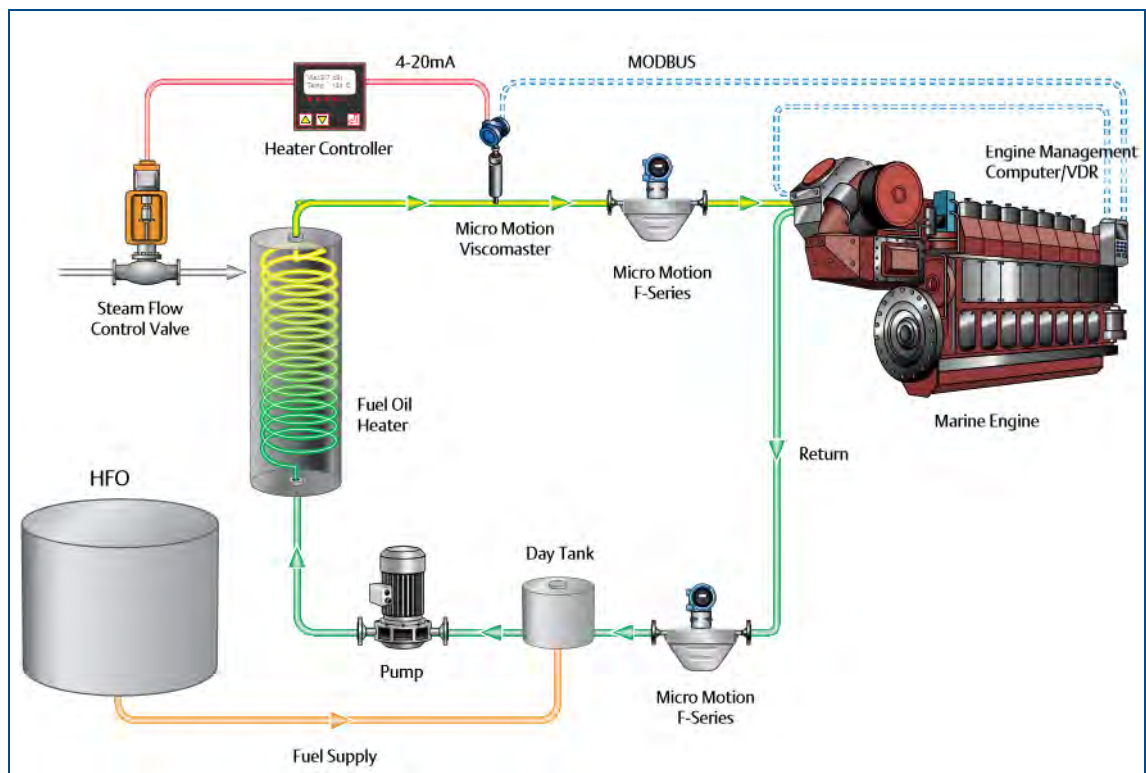 4-20mA
MODBUS
Heater Controller
Engine Management
Computer/VDR
Micro Motion
Viscomaster
Micro Motion
F-Series
Steam Flow
Control Valve
Fuel Oil
Heater
Marine Engine
Return
HFO
Day Tank
Pump
Micro Motion
F-Series
Fuel Supply